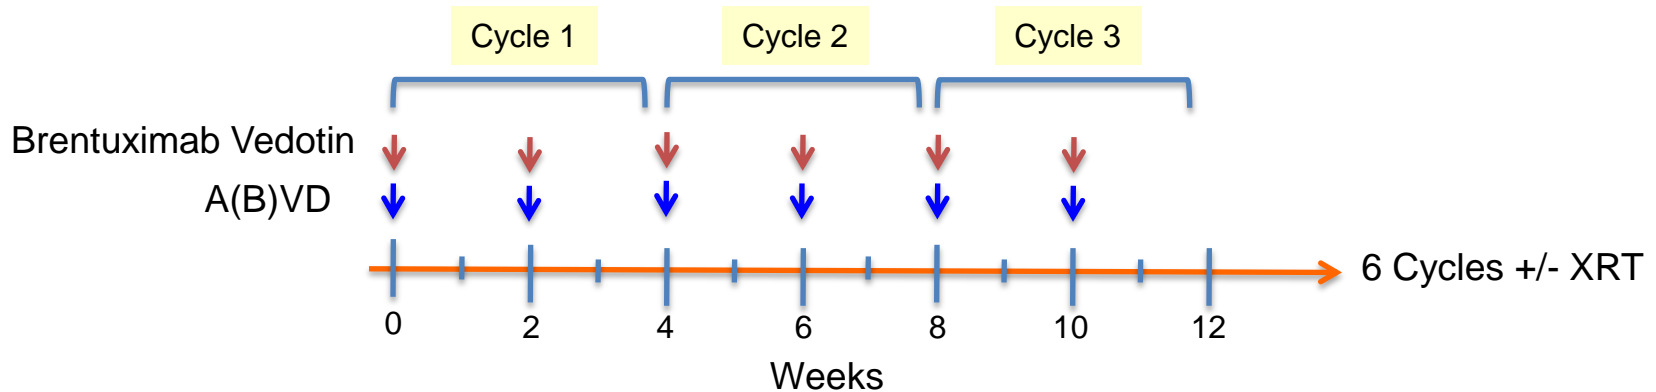 Cycle 1 Cycle 2 Cycle 3
Brentuximab Vedotin
A(B)VD
6 Cycles +/- XRT
0 2 4 6 8 10 12
Weeks